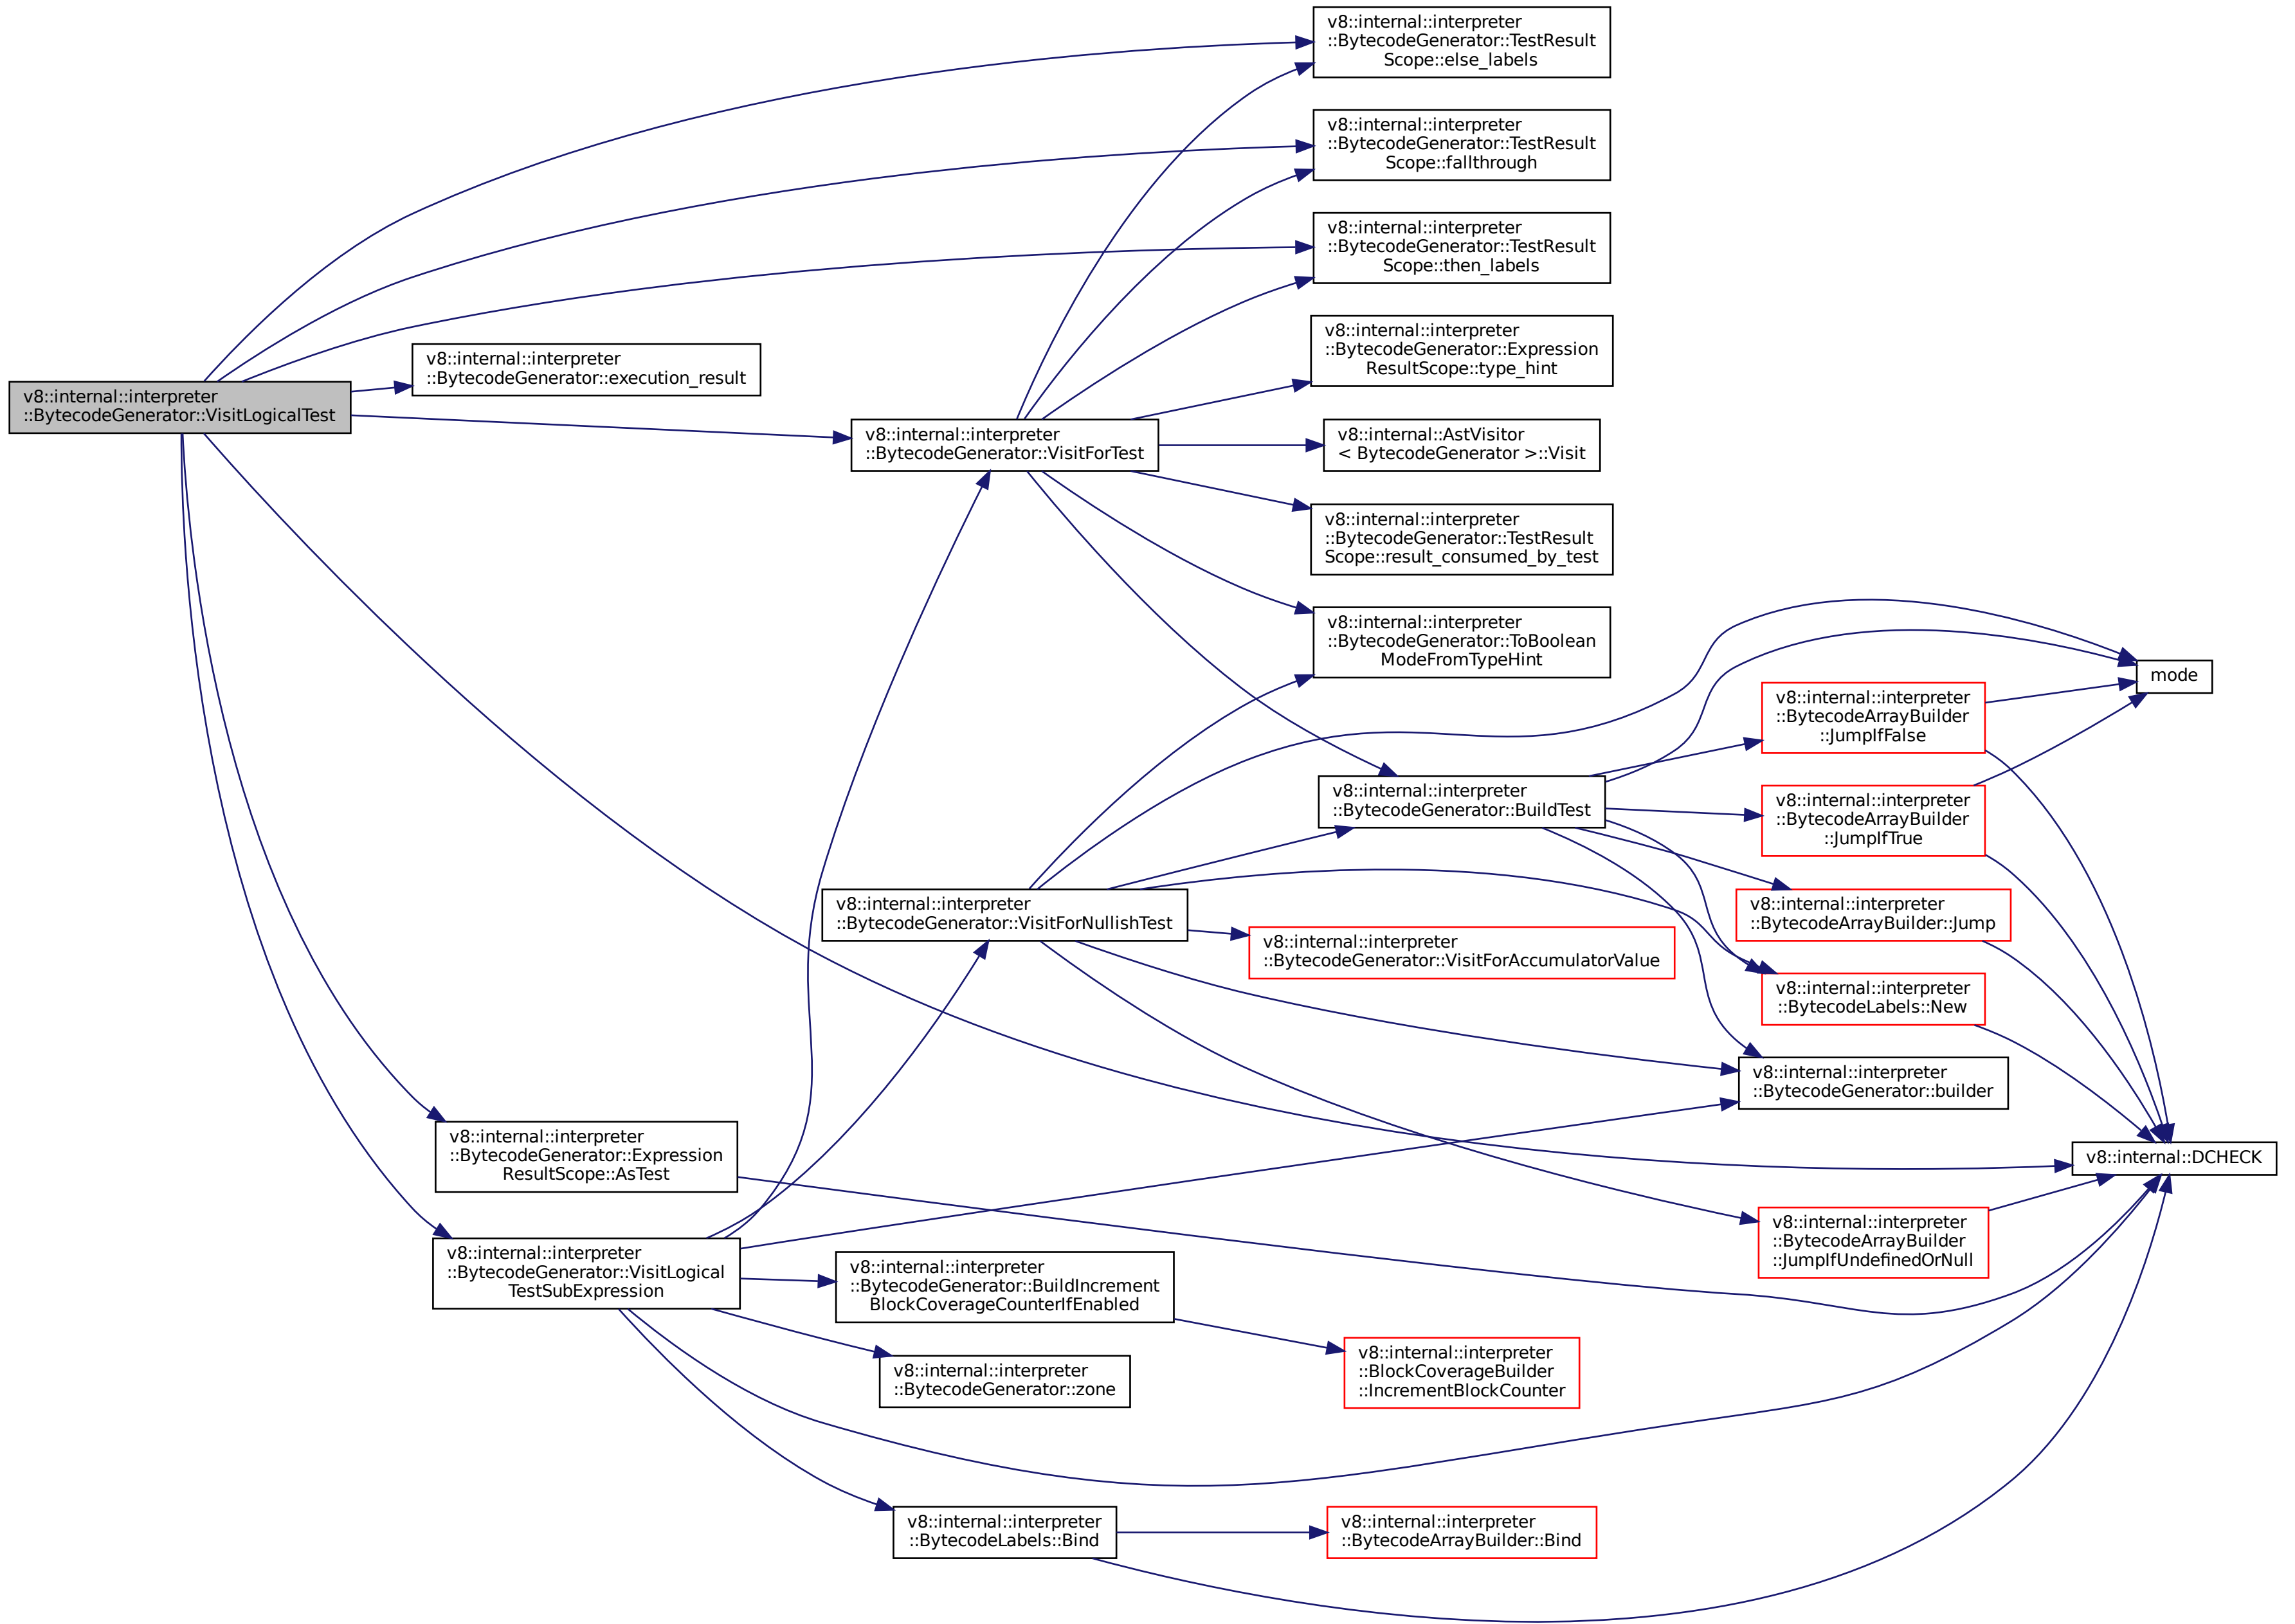 v8::internal::interpreter
::BytecodeGenerator::TestResult
Scope::else_labels
v8::internal::interpreter
::BytecodeGenerator::TestResult
Scope::fallthrough
v8::internal::interpreter
::BytecodeGenerator::TestResult
Scope::then_labels
v8::internal::interpreter
::BytecodeGenerator::Expression
ResultScope::type_hint
v8::internal::interpreter
::BytecodeGenerator::execution_result
v8::internal::interpreter
::BytecodeGenerator::VisitLogicalTest
v8::internal::interpreter
::BytecodeGenerator::VisitForTest
v8::internal::AstVisitor
< BytecodeGenerator >::Visit
v8::internal::interpreter
::BytecodeGenerator::TestResult
Scope::result_consumed_by_test
v8::internal::interpreter
::BytecodeGenerator::ToBoolean
ModeFromTypeHint
mode
v8::internal::interpreter
::BytecodeArrayBuilder
::JumpIfFalse
v8::internal::interpreter
::BytecodeGenerator::BuildTest
v8::internal::interpreter
::BytecodeArrayBuilder
::JumpIfTrue
v8::internal::interpreter
::BytecodeGenerator::VisitForNullishTest
v8::internal::interpreter
::BytecodeArrayBuilder::Jump
v8::internal::interpreter
::BytecodeGenerator::VisitForAccumulatorValue
v8::internal::interpreter
::BytecodeLabels::New
v8::internal::interpreter
::BytecodeGenerator::builder
v8::internal::interpreter
::BytecodeGenerator::Expression
ResultScope::AsTest
v8::internal::DCHECK
v8::internal::interpreter
::BytecodeArrayBuilder
::JumpIfUndefinedOrNull
v8::internal::interpreter
::BytecodeGenerator::VisitLogical
TestSubExpression
v8::internal::interpreter
::BytecodeGenerator::BuildIncrement
BlockCoverageCounterIfEnabled
v8::internal::interpreter
::BlockCoverageBuilder
::IncrementBlockCounter
v8::internal::interpreter
::BytecodeGenerator::zone
v8::internal::interpreter
::BytecodeLabels::Bind
v8::internal::interpreter
::BytecodeArrayBuilder::Bind